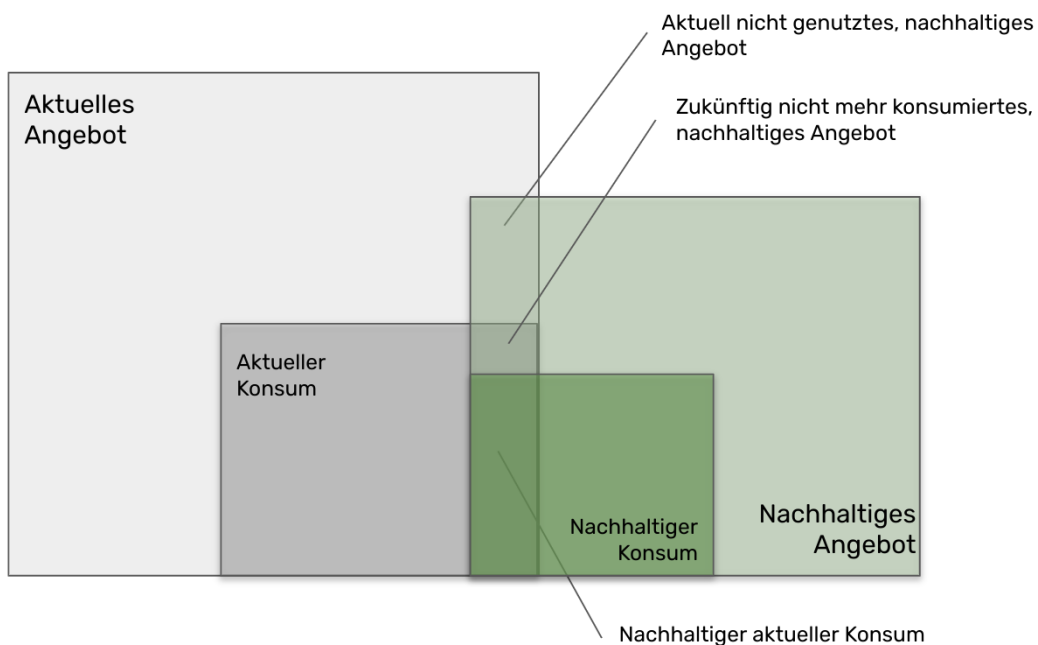 Aktuell nicht genutztes, nachhaltiges
Angebot
Aktuelles
Angebot
Zukünftig nicht mehr konsumiertes,
nachhaltiges Angebot
Aktueller
Konsum
Nachhaltiger
Konsum
Nachhaltiges
Angebot
Nachhaltiger aktueller Konsum